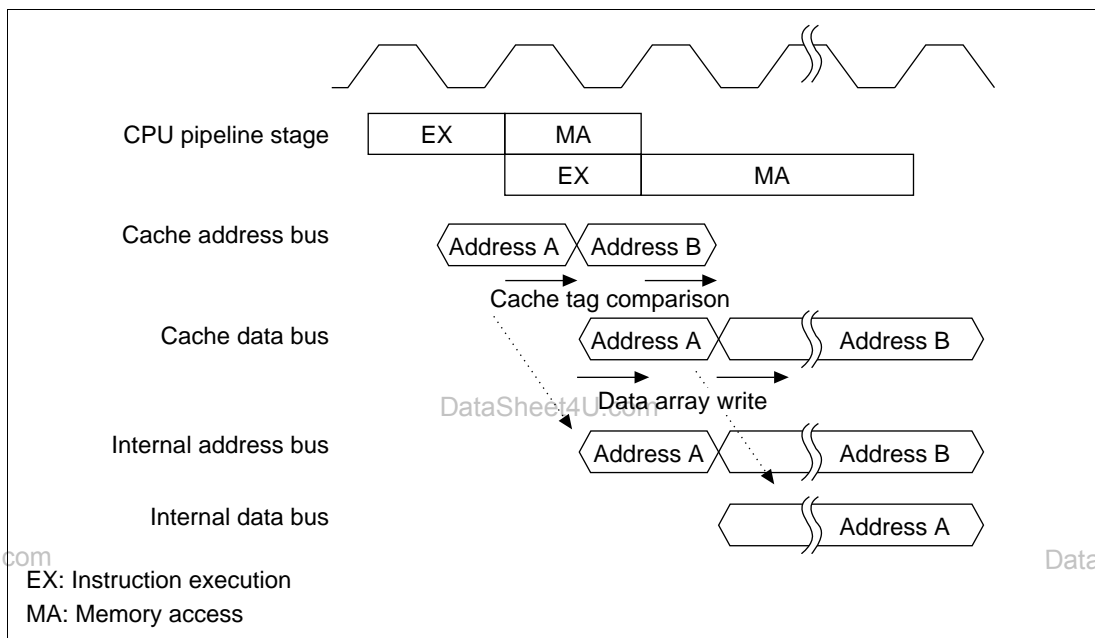 CPU pipeline stage
EX
MA
EX
MA
Cache address bus
Address A
Address B
Cache tag comparison
Cache data bus
Address A
Address B
Data array write
DataSheet4U.com
Internal address bus
Address A
Address B
Internal data bus
Address A
.com
Data
EX: Instruction execution
MA: Memory access